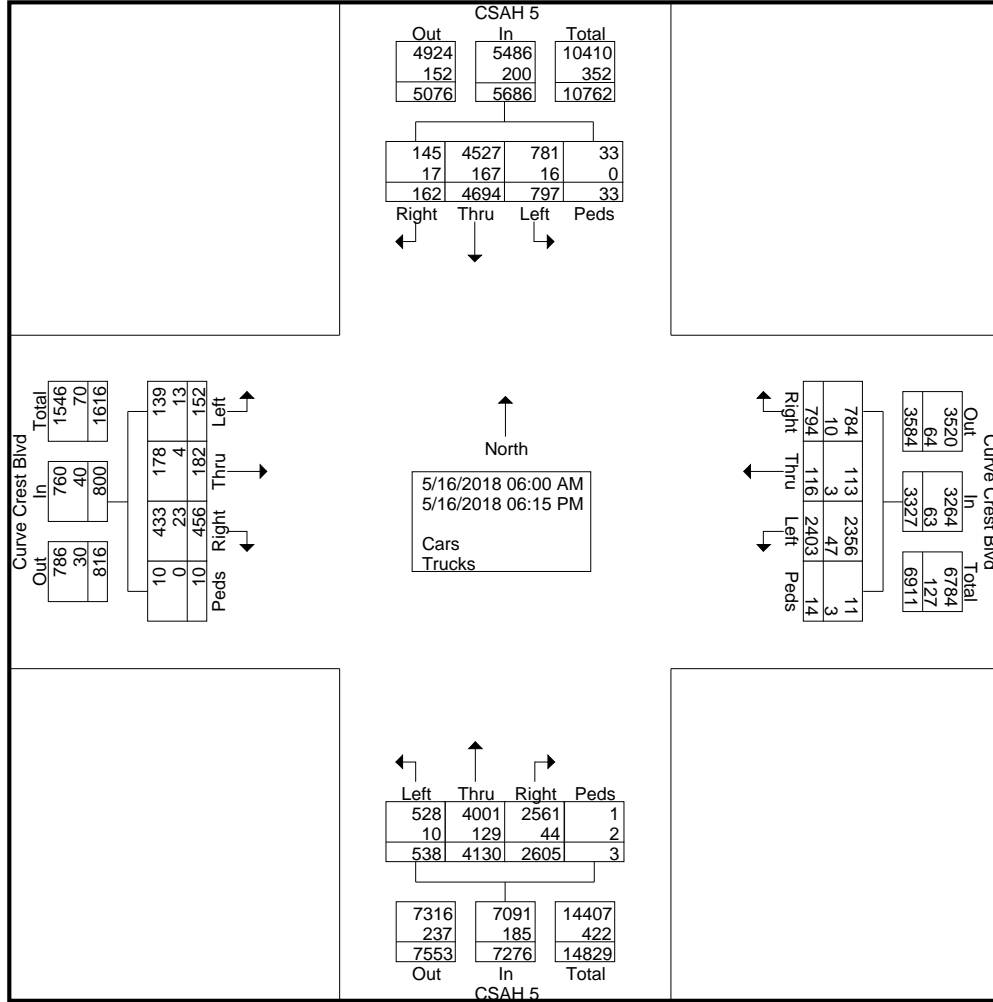 CSAH 5
Out In Total
4924 5486 10410
152 200 352
5076 5686 10762
145 4527 781 33
17 167 16 0
162 4694 797 33
Right Thru Left Peds
Curve Crest Blvd
Total In Out
1546 760 786
70 40 30
1616 800 816
Left Thru Right Peds
139 178 433 10
13 4 23 0
152 182 456 10
North
5/16/2018 06:00 AM
5/16/2018 06:15 PM
Cars
Trucks
Right Thru Left Peds
784 113 2356 11
10 3 47 3
794 116 2403 14
Curve Crest Blvd
Out In Total
3520 3264 6784
64 63 127
3584 3327 6911
Left Thru Right Peds
528 4001 2561 1
10 129 44 2
538 4130 2605 3
7316 7091 14407
237 185 422
7553 7276 14829
Out In Total
CSAH 5